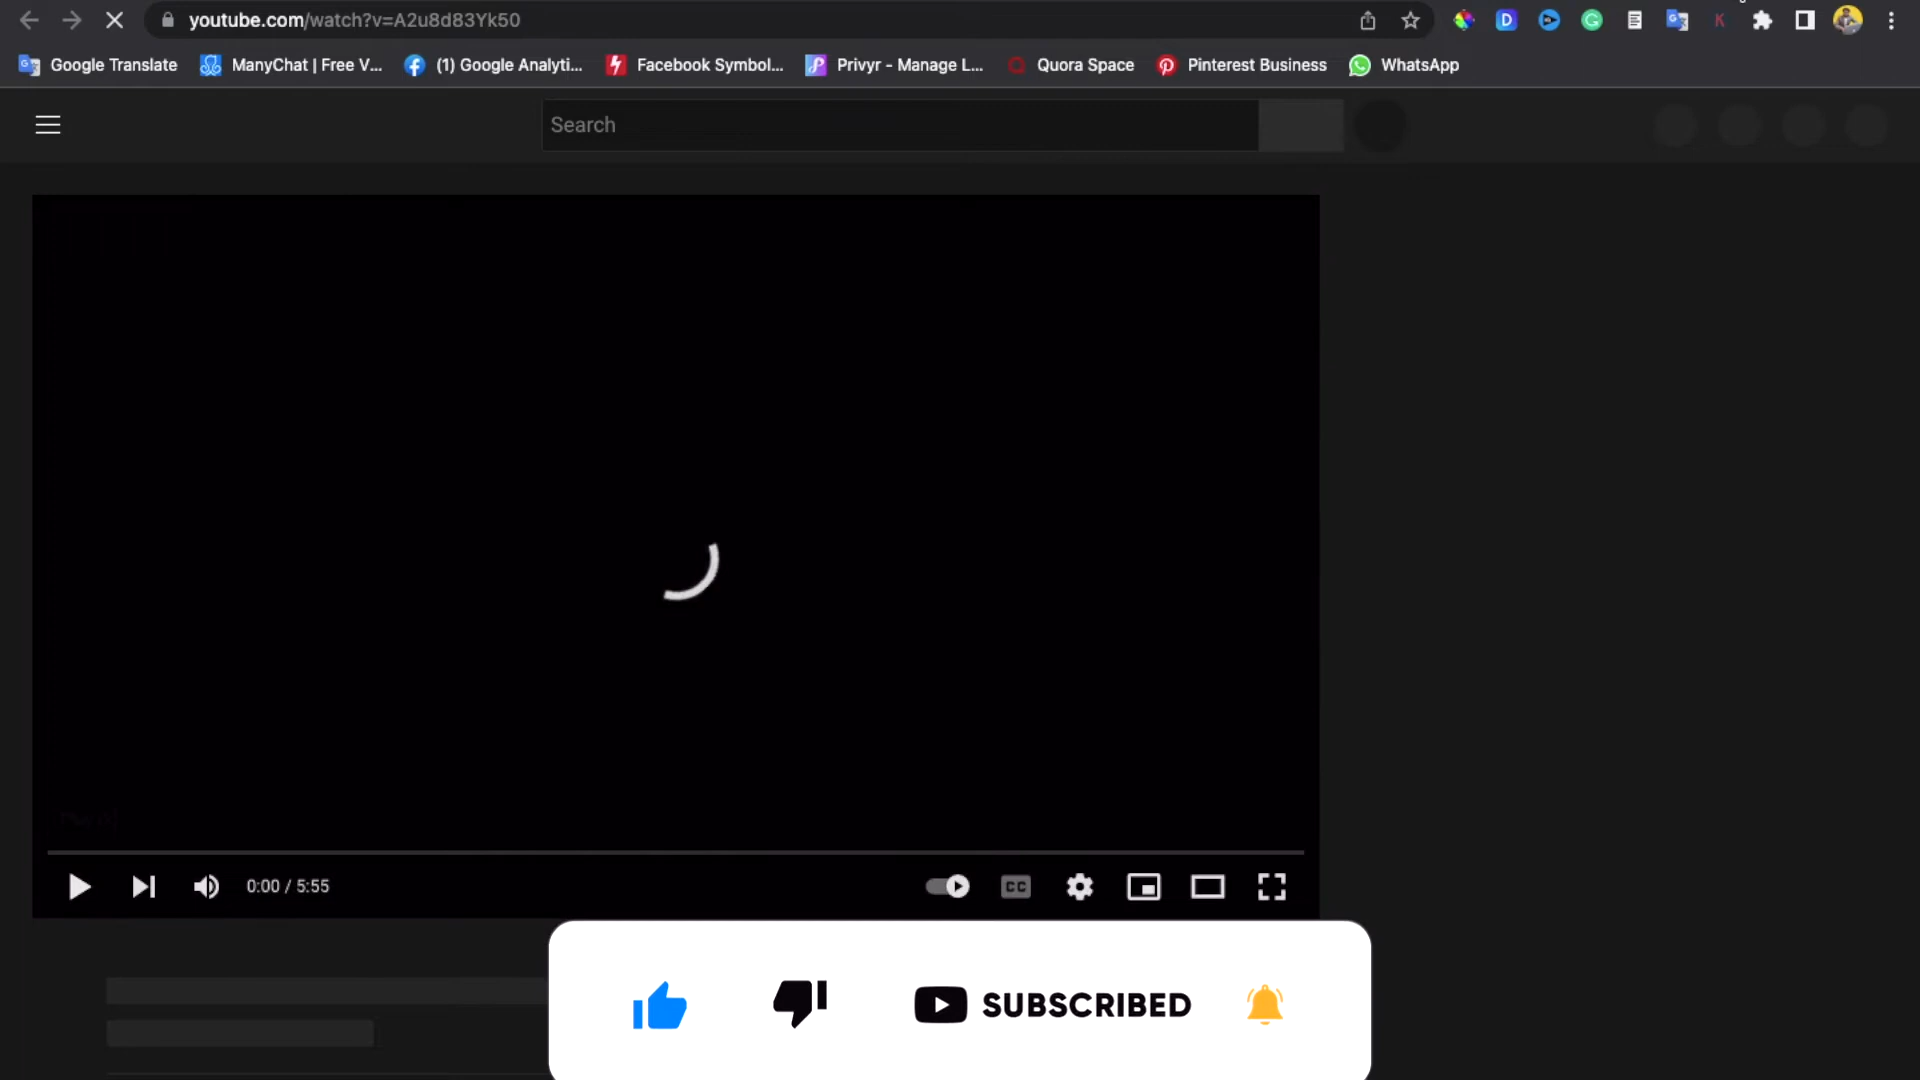 youtube.com/watch?v=A2u8d83Yk50
Google Translate
ManyChat | Free V...
(1) Google Analyti...
Facebook Symbol...
Privyr - Manage L...
Quora Space
Pinterest Business
WhatsApp
Search
0:00 / 5:55
CC
SUBSCRIBED